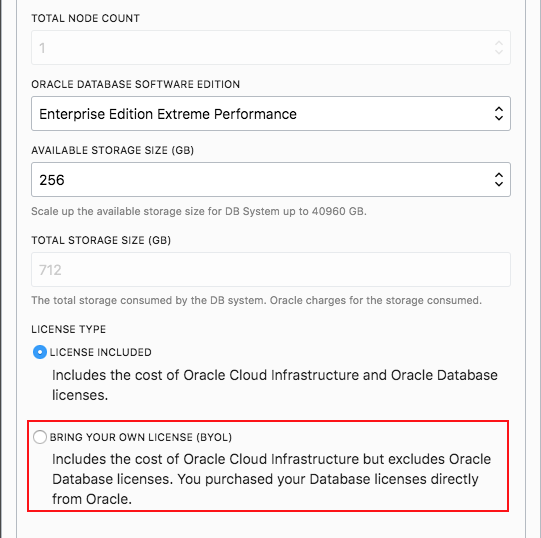 TOTAL NODE COUNT
1
ORACLE DATABASE SOFTWARE EDITION
Enterprise Edition Extreme Performance
AVAILABLE STORAGE SIZE (GB)
256
Scale up the available storage size for DB System up to 40960 GB.
TOTAL STORAGE SIZE (GB)
712
The total storage consumed by the DB system. Oracle charges for the storage consumed.
LICENSE TYPE
LICENSE INCLUDED
Includes the cost of Oracle Cloud Infrastructure and Oracle Database
licenses.
BRING YOUR OWN LICENSE (BYOL)
Includes the cost of Oracle Cloud Infrastructure but excludes Oracle
Database licenses. You purchased your Database licenses directly
from Oracle.